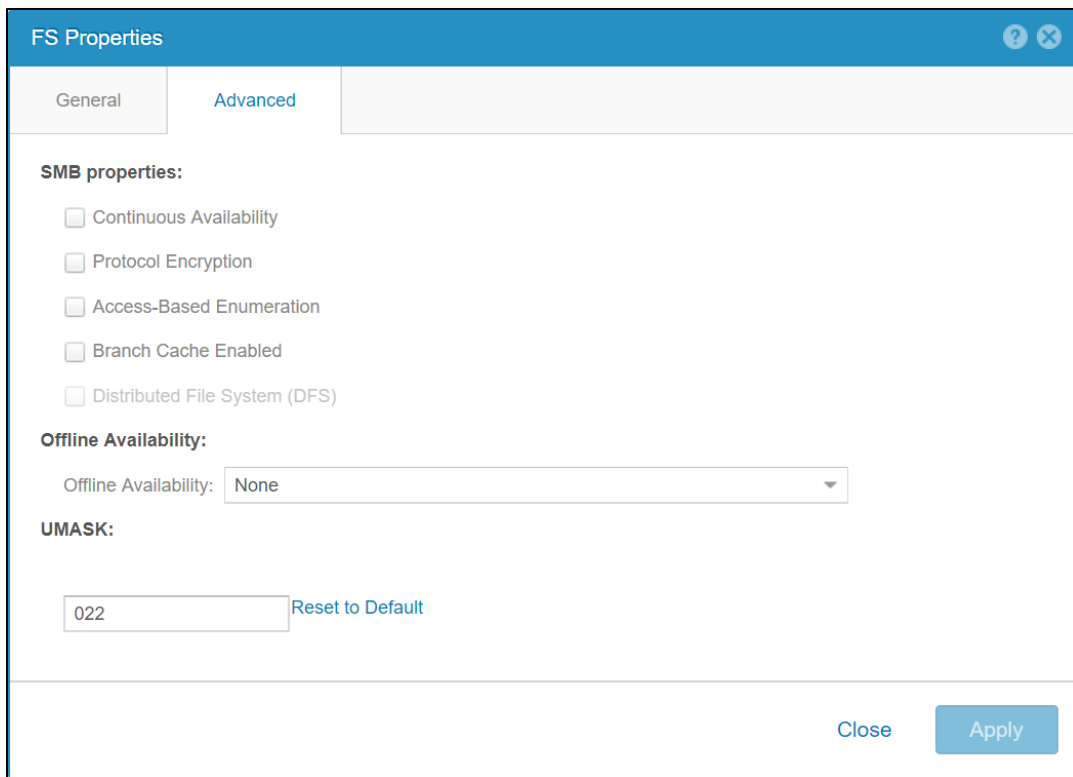 FS Properties
General Advanced
SMB properties:
Continuous Availability
Protocol Encryption
Access-Based Enumeration
Branch Cache Enabled
Distributed File System (DFS)
Offline Availability:
Offline Availability: None
UMASK:
022 Reset to Default
Close Apply